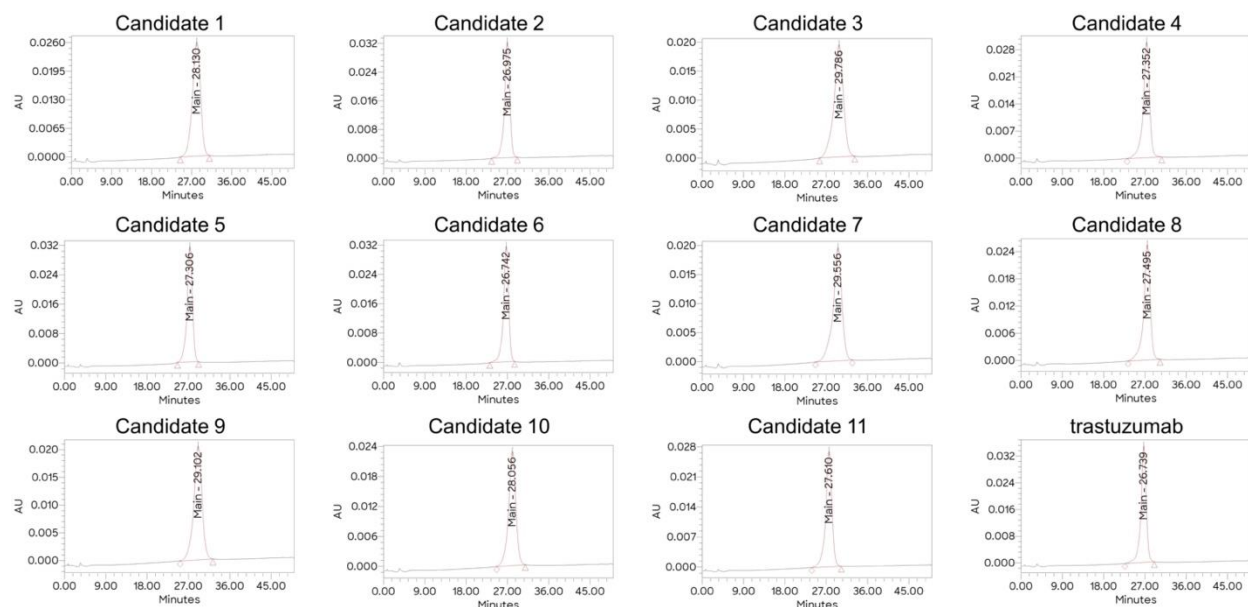 Candidate 1
0.0260
0.0195
0.0130
0.0065
0.0000
AU
Main - 28.130
0.00 9.00 18.00 27.00 36.00 45.00
Minutes
Candidate 2
0.032
0.024
0.016
0.008
0.000
AU
Main - 26.975
0.00 9.00 18.00 27.00 36.00 45.00
Minutes
Candidate 3
0.020
0.015
0.010
0.005
0.000
AU
Main - 29.786
0.00 9.00 18.00 27.00 36.00 45.00
Minutes
Candidate 4
0.028
0.021
0.014
0.007
0.000
AU
Main - 27.352
0.00 9.00 18.00 27.00 36.00 45.00
Minutes
Candidate 5
0.032
0.024
0.016
0.008
0.000
AU
Main - 27.306
0.00 9.00 18.00 27.00 36.00 45.00
Minutes
Candidate 6
0.032
0.024
0.016
0.008
0.000
AU
Main - 26.742
0.00 9.00 18.00 27.00 36.00 45.00
Minutes
Candidate 7
0.020
0.015
0.010
0.005
0.000
AU
Main - 29.556
0.00 9.00 18.00 27.00 36.00 45.00
Minutes
Candidate 8
0.024
0.018
0.012
0.006
0.000
AU
Main - 27.495
0.00 9.00 18.00 27.00 36.00 45.00
Minutes
Candidate 9
0.020
0.015
0.010
0.005
0.000
AU
Main - 29.102
0.00 9.00 18.00 27.00 36.00 45.00
Minutes
Candidate 10
0.024
0.018
0.012
0.006
0.000
AU
Main - 28.056
0.00 9.00 18.00 27.00 36.00 45.00
Minutes
Candidate 11
0.028
0.021
0.014
0.007
0.000
AU
Main - 27.610
0.00 9.00 18.00 27.00 36.00 45.00
Minutes
trastuzumab
0.032
0.024
0.016
0.008
0.000
AU
Main - 26.739
0.00 9.00 18.00 27.00 36.00 45.00
Minutes